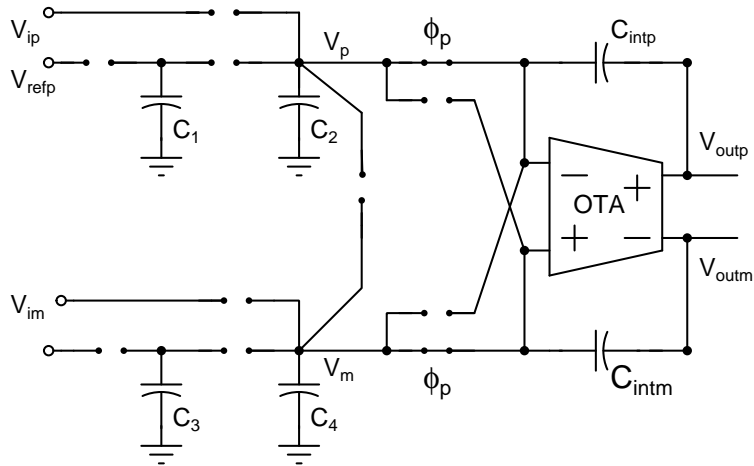 V_ip
V_refp
V_p
ϕ_p
C_intp
C_1
C_2
V_outp
− +
OTA
+ −
V_outm
V_im
V_m
ϕ_p
C_intm
C_3
C_4